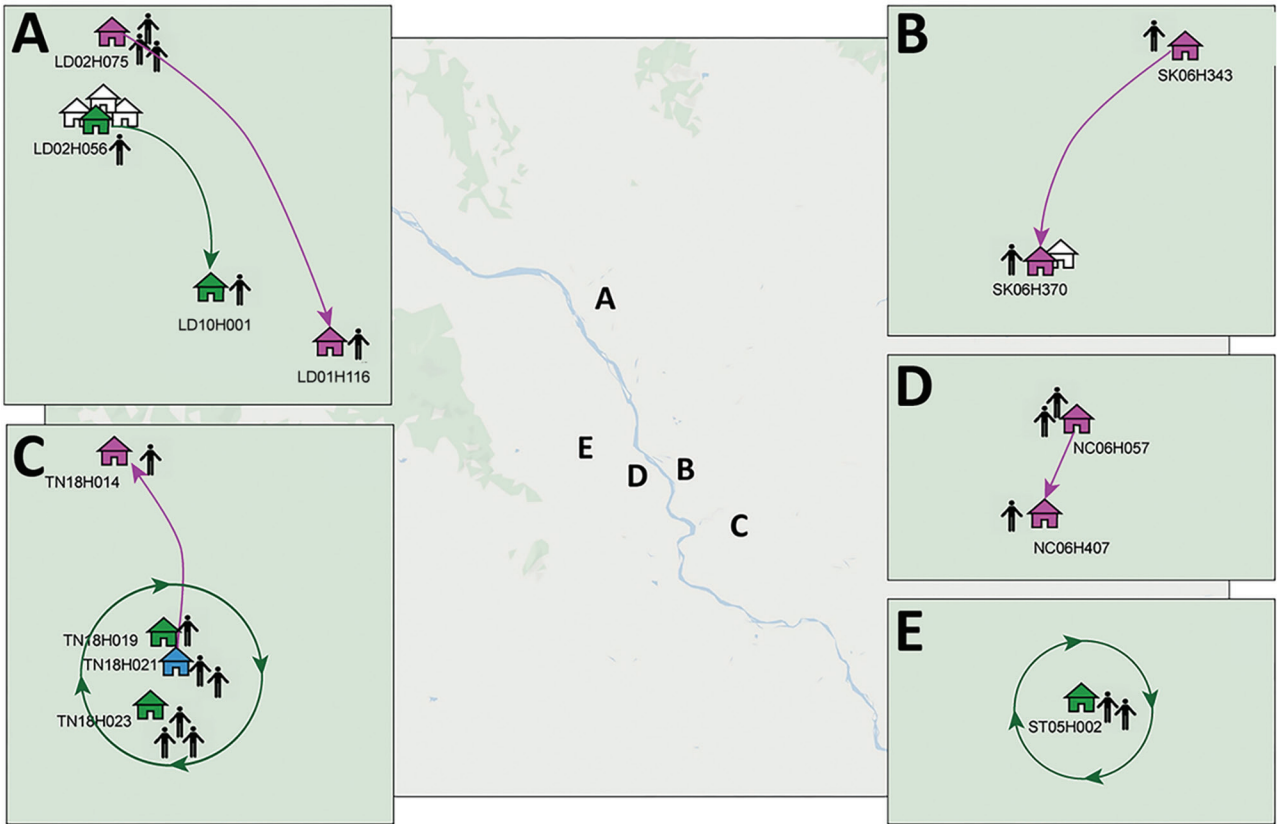 A
LD02H075
LD02H056
LD10H001
LD01H116
B
SK06H343
SK06H370
A
E
D
B
C
C
TN18H014
TN18H019
TN18H021
TN18H023
D
NC06H057
NC06H407
E
ST05H002